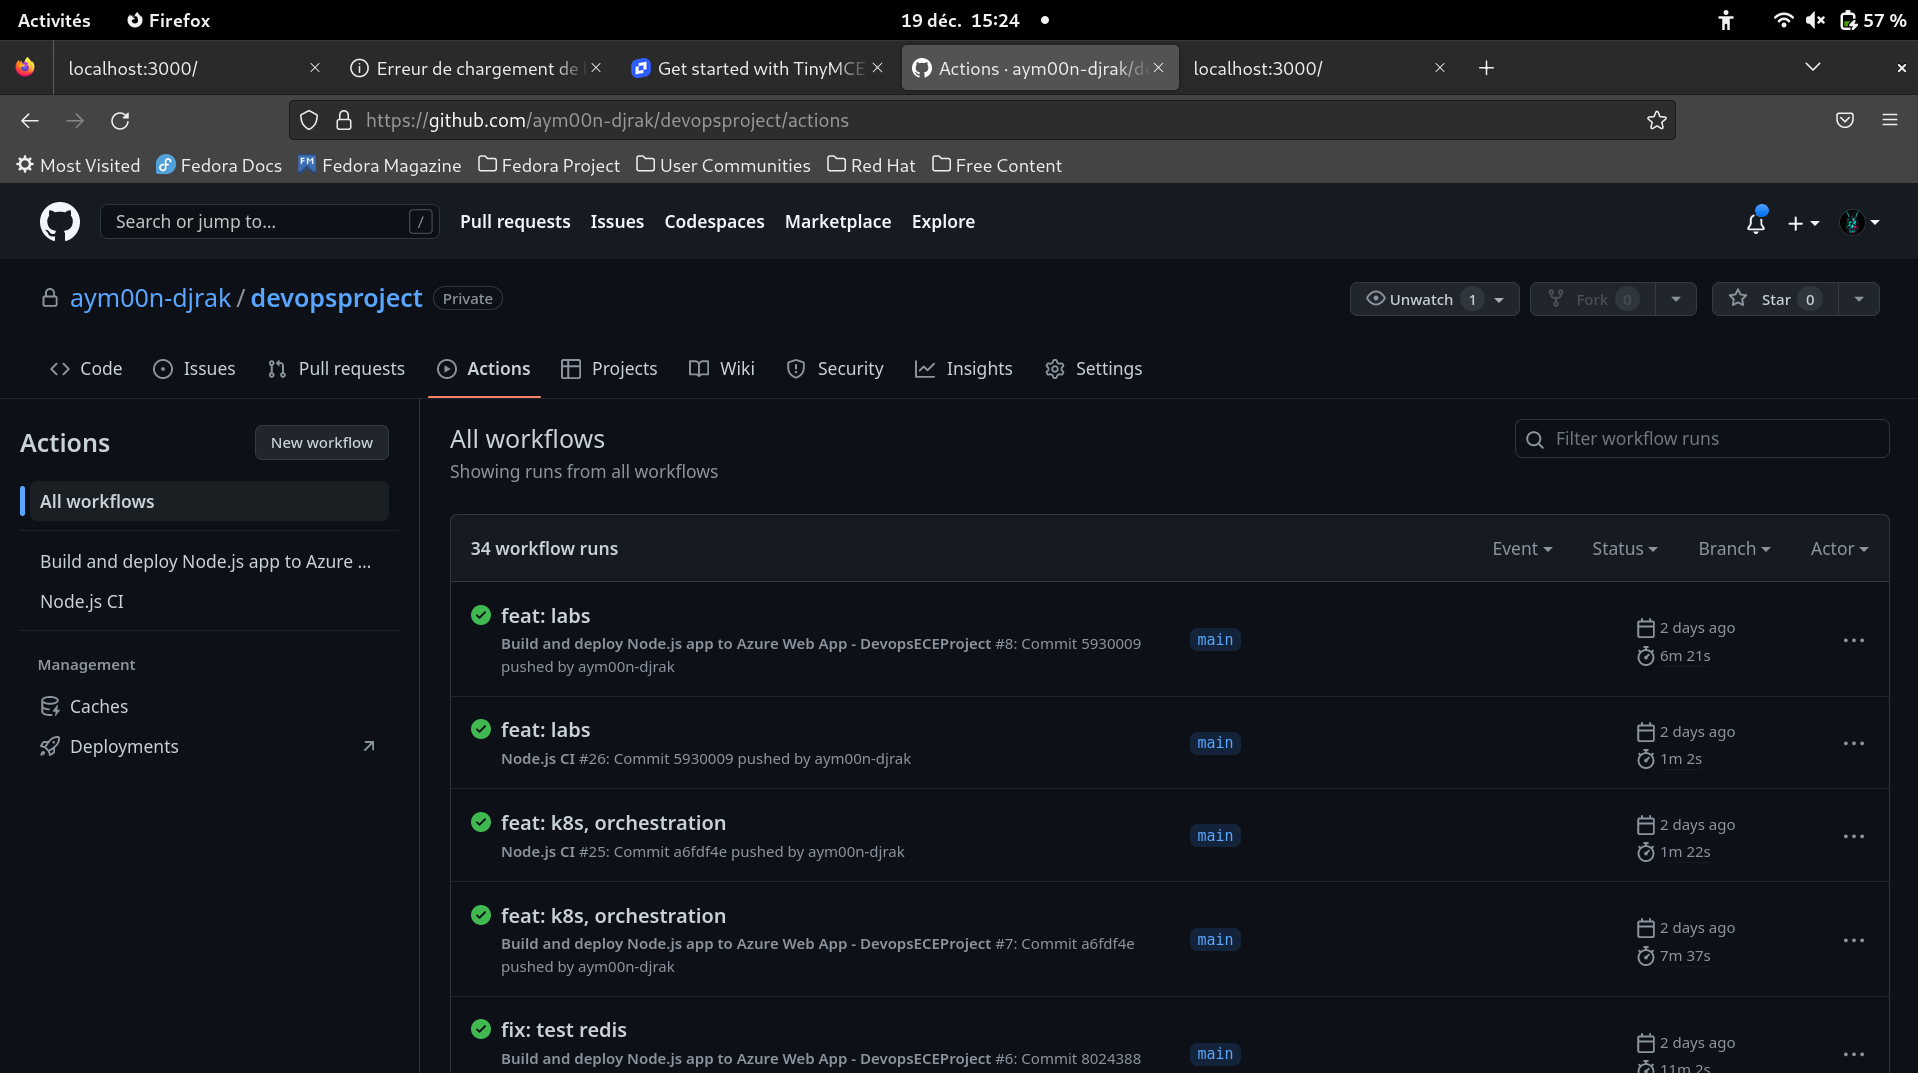 Activités Firefox 19 déc. 15:24 57 %
localhost:3000/ Erreur de chargement de Get started with TinyMCE Actions · aym00n-djrak/de localhost:3000/
https://github.com/aym00n-djrak/devopsproject/actions
Most Visited Fedora Docs Fedora Magazine Fedora Project User Communities Red Hat Free Content
Search or jump to... / Pull requests Issues Codespaces Marketplace Explore
aym00n-djrak / devopsproject Private Unwatch 1 Fork 0 Star 0
Code Issues Pull requests Actions Projects Wiki Security Insights Settings
Actions
New workflow
All workflows
Build and deploy Node.js app to Azure ...
Node.js CI
Management
Caches
Deployments
All workflows
Showing runs from all workflows
Filter workflow runs
34 workflow runs Event Status Branch Actor
feat: labs
Build and deploy Node.js app to Azure Web App - DevopsECEProject #8: Commit 5930009
pushed by aym00n-djrak
main
2 days ago
6m 21s
feat: labs
Node.js CI #26: Commit 5930009 pushed by aym00n-djrak
main
2 days ago
1m 2s
feat: k8s, orchestration
Node.js CI #25: Commit a6fdf4e pushed by aym00n-djrak
main
2 days ago
1m 22s
feat: k8s, orchestration
Build and deploy Node.js app to Azure Web App - DevopsECEProject #7: Commit a6fdf4e
pushed by aym00n-djrak
main
2 days ago
7m 37s
fix: test redis
Build and deploy Node.js app to Azure Web App - DevopsECEProject #6: Commit 8024388
main
2 days ago
11m 2s